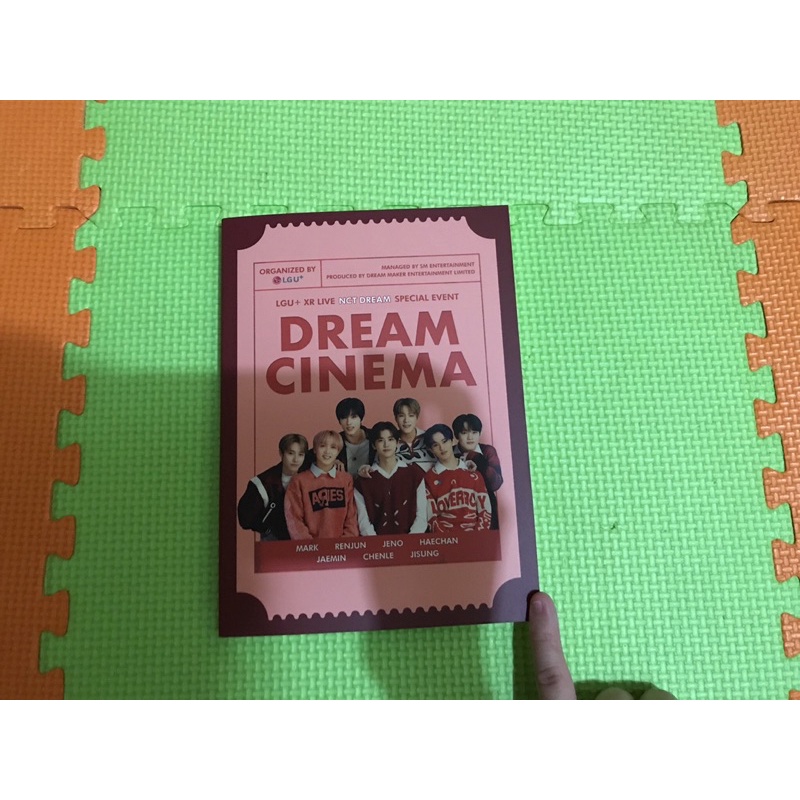 ORGANIZED BY
LG U+
MANAGED BY SM ENTERTAINMENT
PRODUCED BY DREAM MAKER ENTERTAINMENT LIMITED
LGU+ XR LIVE NCT DREAM SPECIAL EVENT
DREAM
CINEMA
MARK RENJUN JENO HAECHAN
JAEMIN CHENLE JISUNG